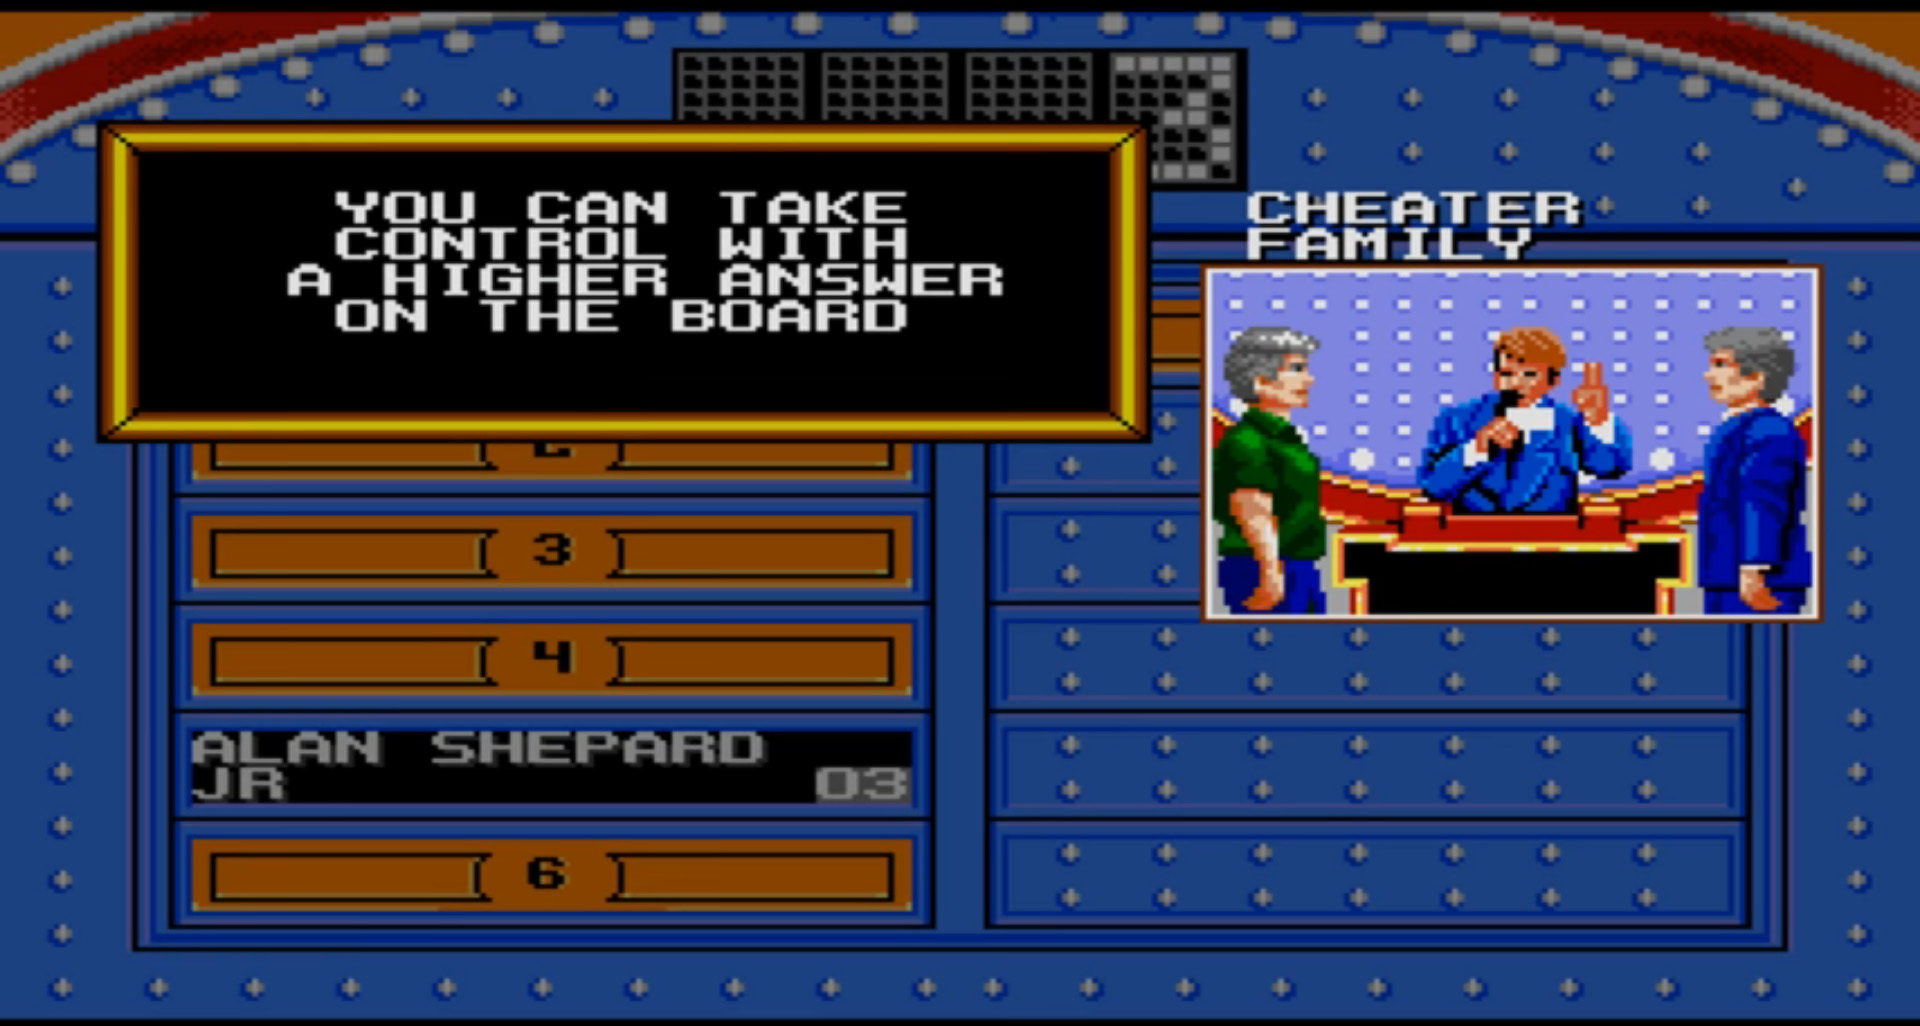 YOU CAN TAKE
CONTROL WITH
A HIGHER ANSWER
ON THE BOARD
CHEATER
FAMILY
3
3
4
ALAN SHEPARD
JR 03
6